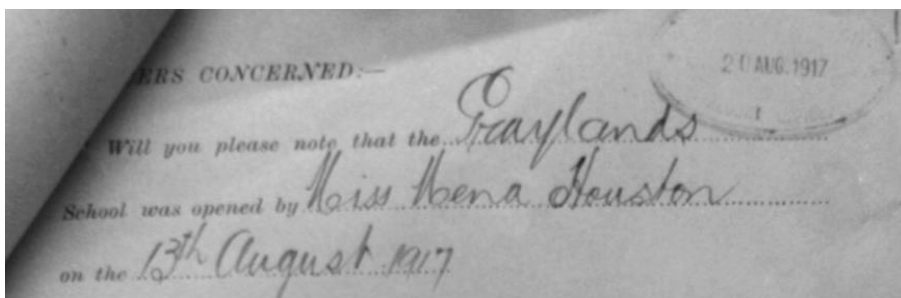 20 AUG. 1917
ERS CONCERNED:—
Will you please note that the Graylands
School was opened by Miss Mena Houston
on the 13th August 1917